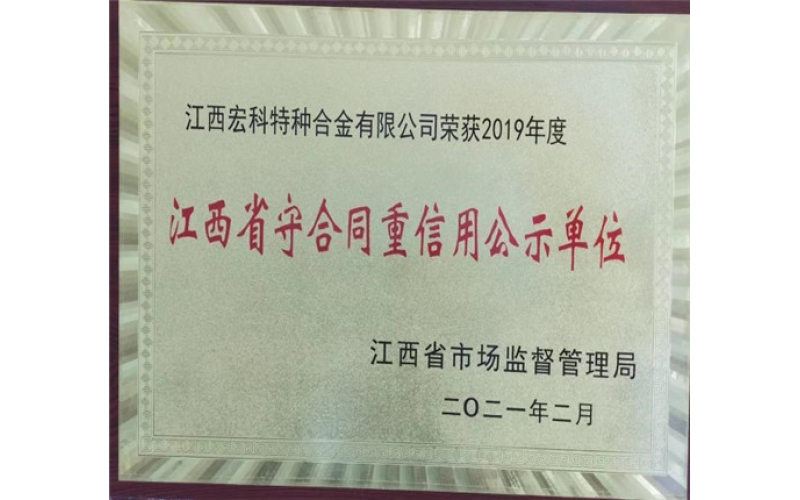 江西宏科特种合金有限公司荣获2019年度
江西省守合同重信用公示单位
江西省市场监督管理局
二〇二一年二月